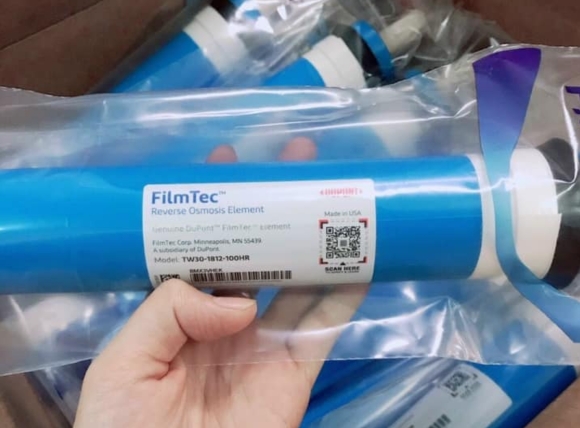 FilmTec™
Reverse Osmosis Element
Genuine DuPont™ FilmTec™ element
FilmTec Corp. Minneapolis, MN 55439
A subsidiary of DuPont
Model: TW30-1812-100HR
Made in USA
SCAN HERE